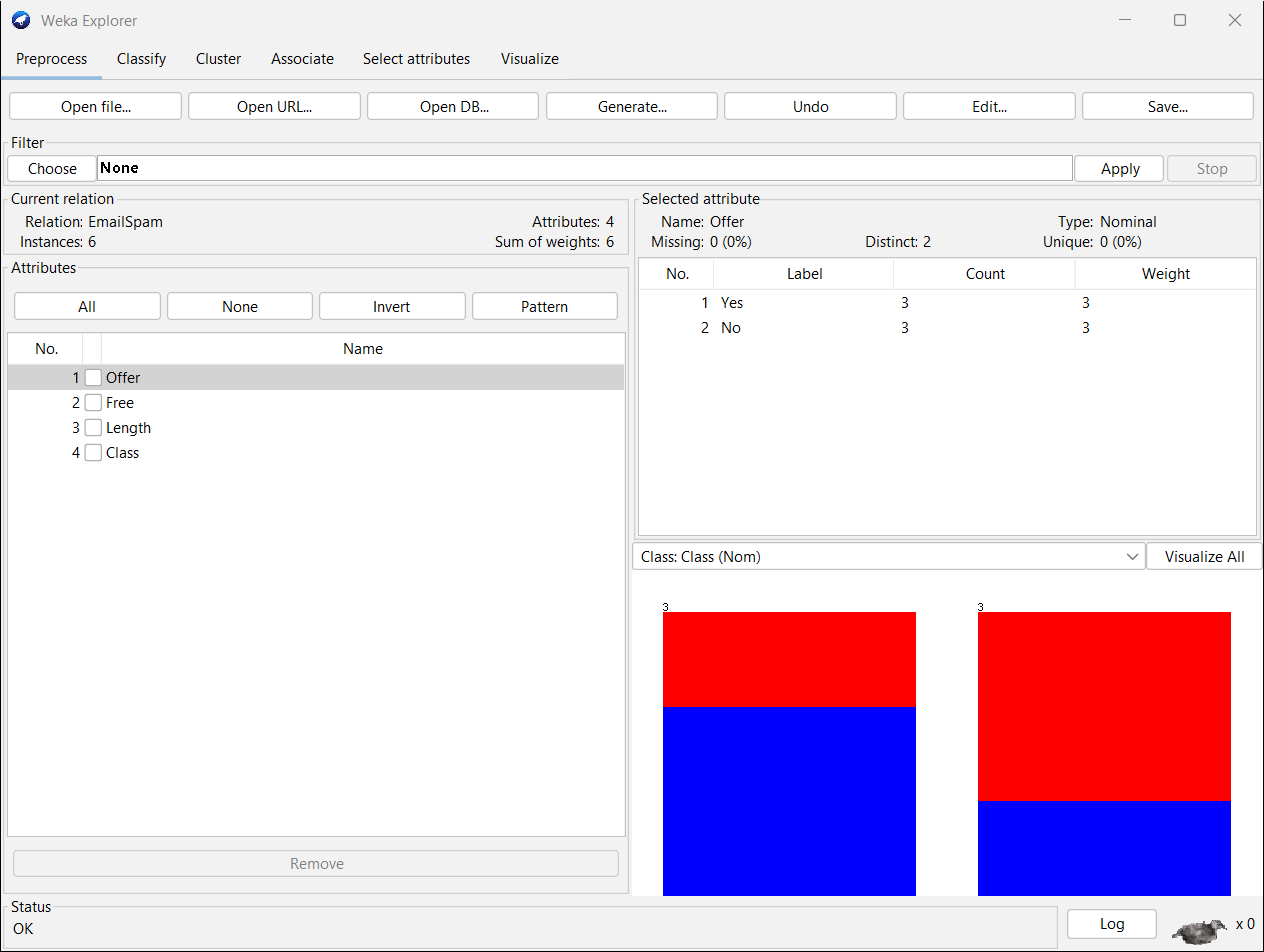 Weka Explorer
Preprocess Classify Cluster Associate Select attributes Visualize
Open file... Open URL... Open DB... Generate... Undo Edit... Save...
Filter
Choose None Apply Stop
Current relation
Relation: EmailSpam Attributes: 4
Instances: 6 Sum of weights: 6
Attributes
All None Invert Pattern
No. Name
1 Offer
2 Free
3 Length
4 Class
Remove
Selected attribute
Name: Offer Type: Nominal
Missing: 0 (0%) Distinct: 2 Unique: 0 (0%)
No. Label Count Weight
1 Yes 3 3
2 No 3 3
Class: Class (Nom) Visualize All
3 3
Status
OK
Log x 0